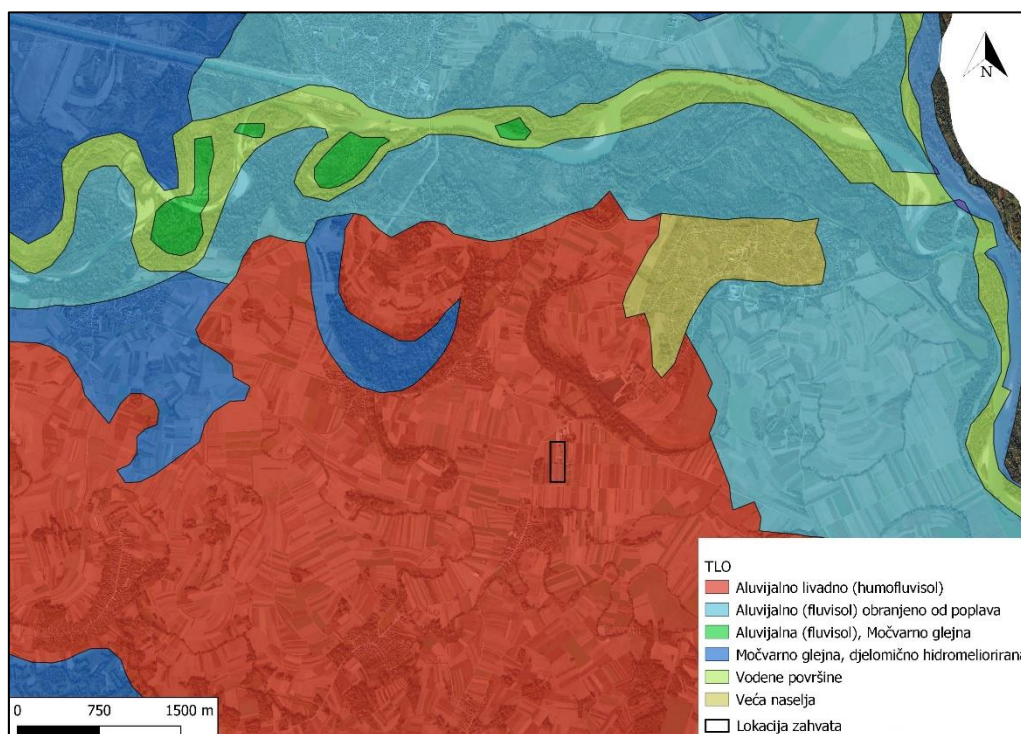 N
TLO
Aluvijalno livadno (humofluvisol)
Aluvijalno (fluvisol) obranjeno od poplava
Aluvijalna (fluvisol), Močvarno glejna
Močvarno glejna, djelomično hidromeliorirana
Vodene površine
Veća naselja
Lokacija zahvata
0 750 1500 m